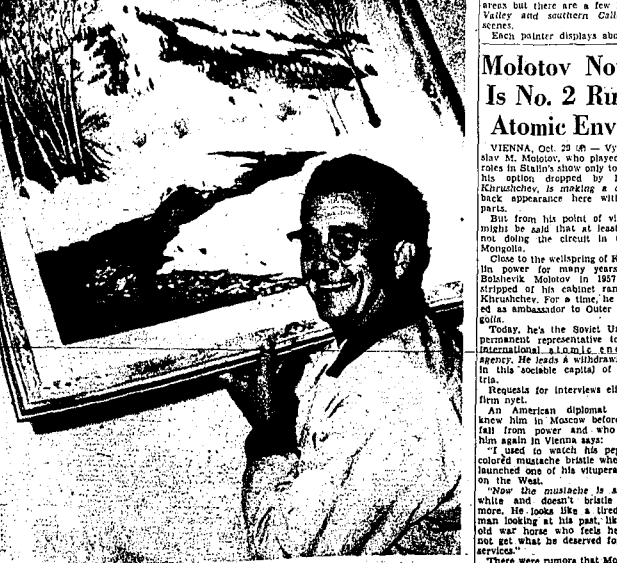 areas but there are a few
Valley and southern Cali
scenes.
Each painter displays abo
Molotov No
Is No. 2 Ru
Atomic Env
VIENNA, Oct. 29 — Vy
slav M. Molotov, who played
roles in Stalin's show only to
his option dropped by
Khrushchev, is making a
back appearance here wit
parts.
But from his point of vi
might be said that at least
not doing the circuit in
Mongolia.
Close to the wellspring of
lin power for many years
Bolshevik Molotov in 1957
stripped of his cabinet ran
Khrushchev. For a time, he
ed as ambassador to Outer
golia.
Today, he's the Soviet Un
permanent representative to
international atomic en
agency. He leads a withdraw
in this sociable capital of
tria.
Requests for interviews eli
firm nyet.
An American diplomat
knew him in Moscow before
fall from power and who
him again in Vienna says:
"I used to watch his pe
colored mustache bristle whe
launched one of his vitupera
on the West.
"Now the mustache is
white and doesn't bristle
more. He looks like a tired
man looking at his past, lik
old war horse who feels he
not get what he deserved fo
services."
There were rumors that Mo